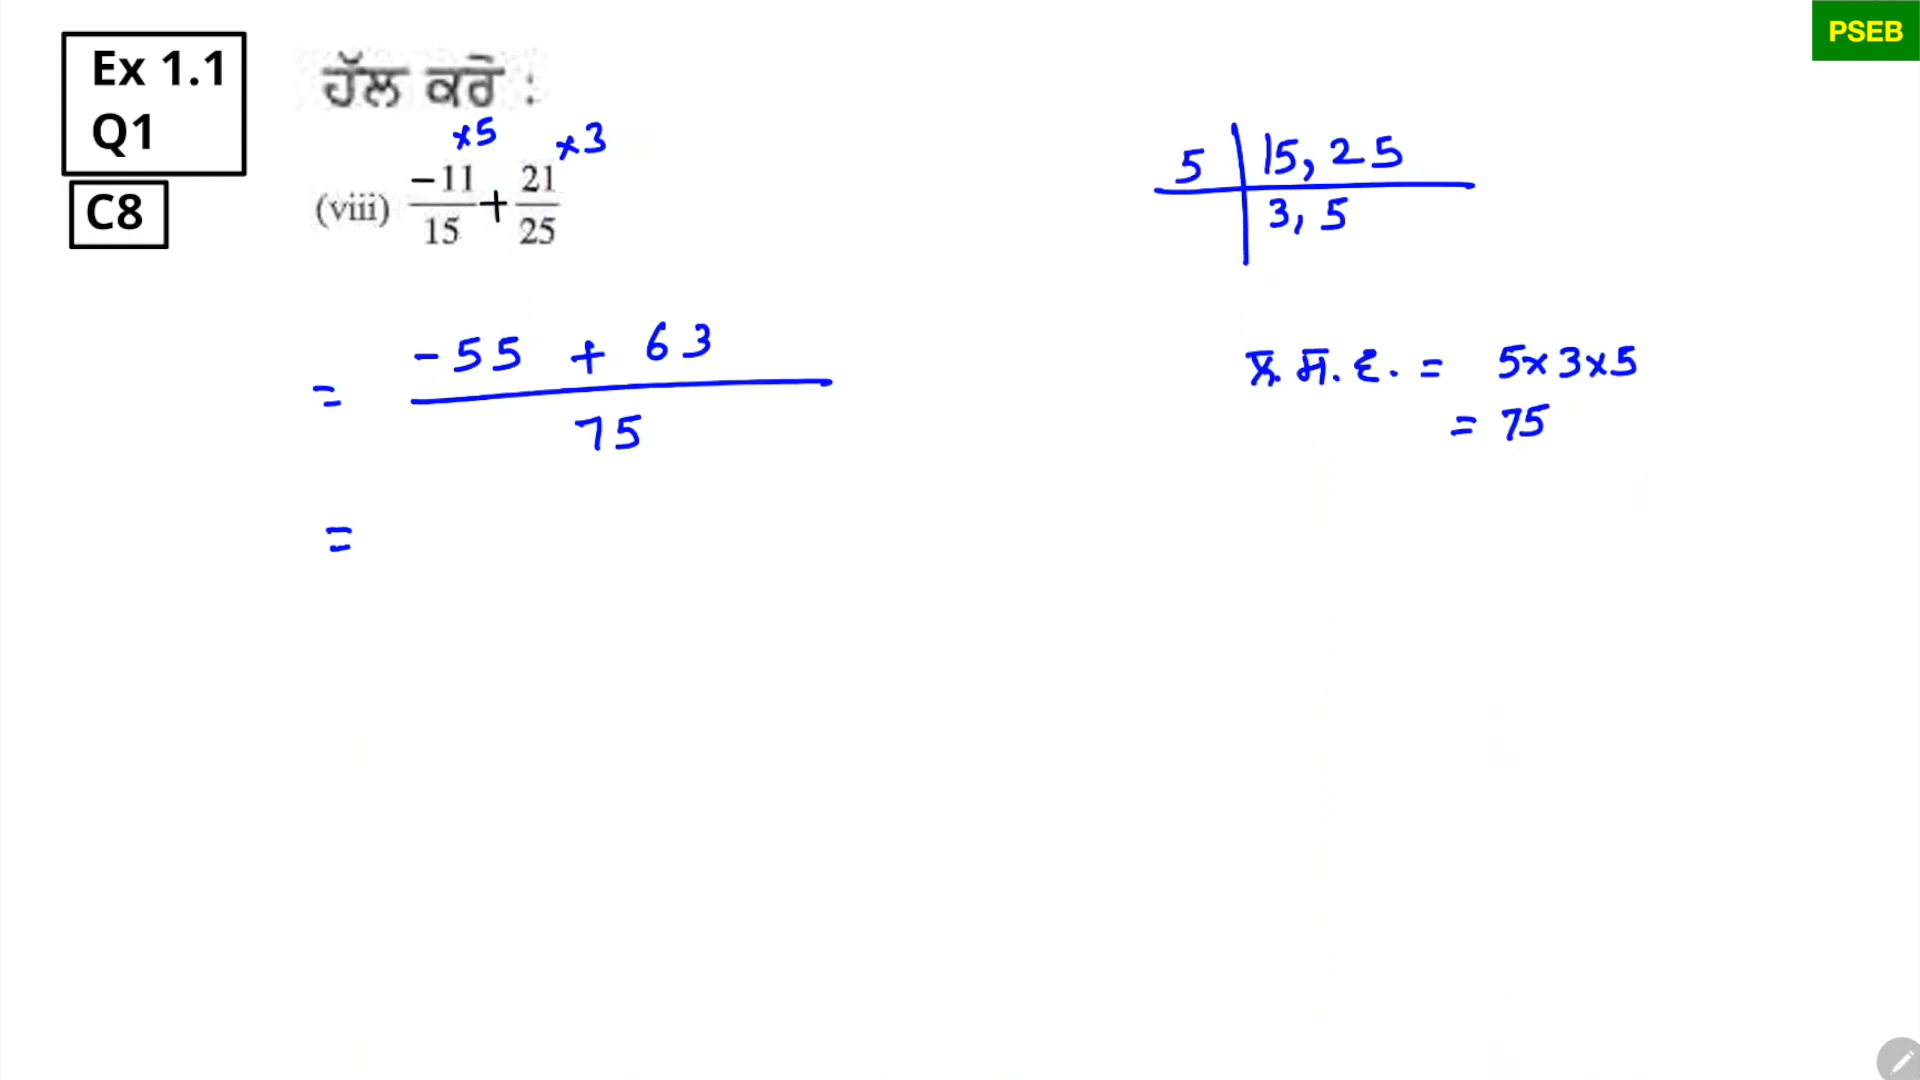 PSEB
Ex 1.1
Q1
C8
ਹੱਲ ਕਰੋ :
×5 ×3
(viii) -11/15 + 21/25
5 | 15, 25
3, 5
= -55 + 63 / 75
ਲ. ਸ. ਵ. = 5×3×5
= 75
=